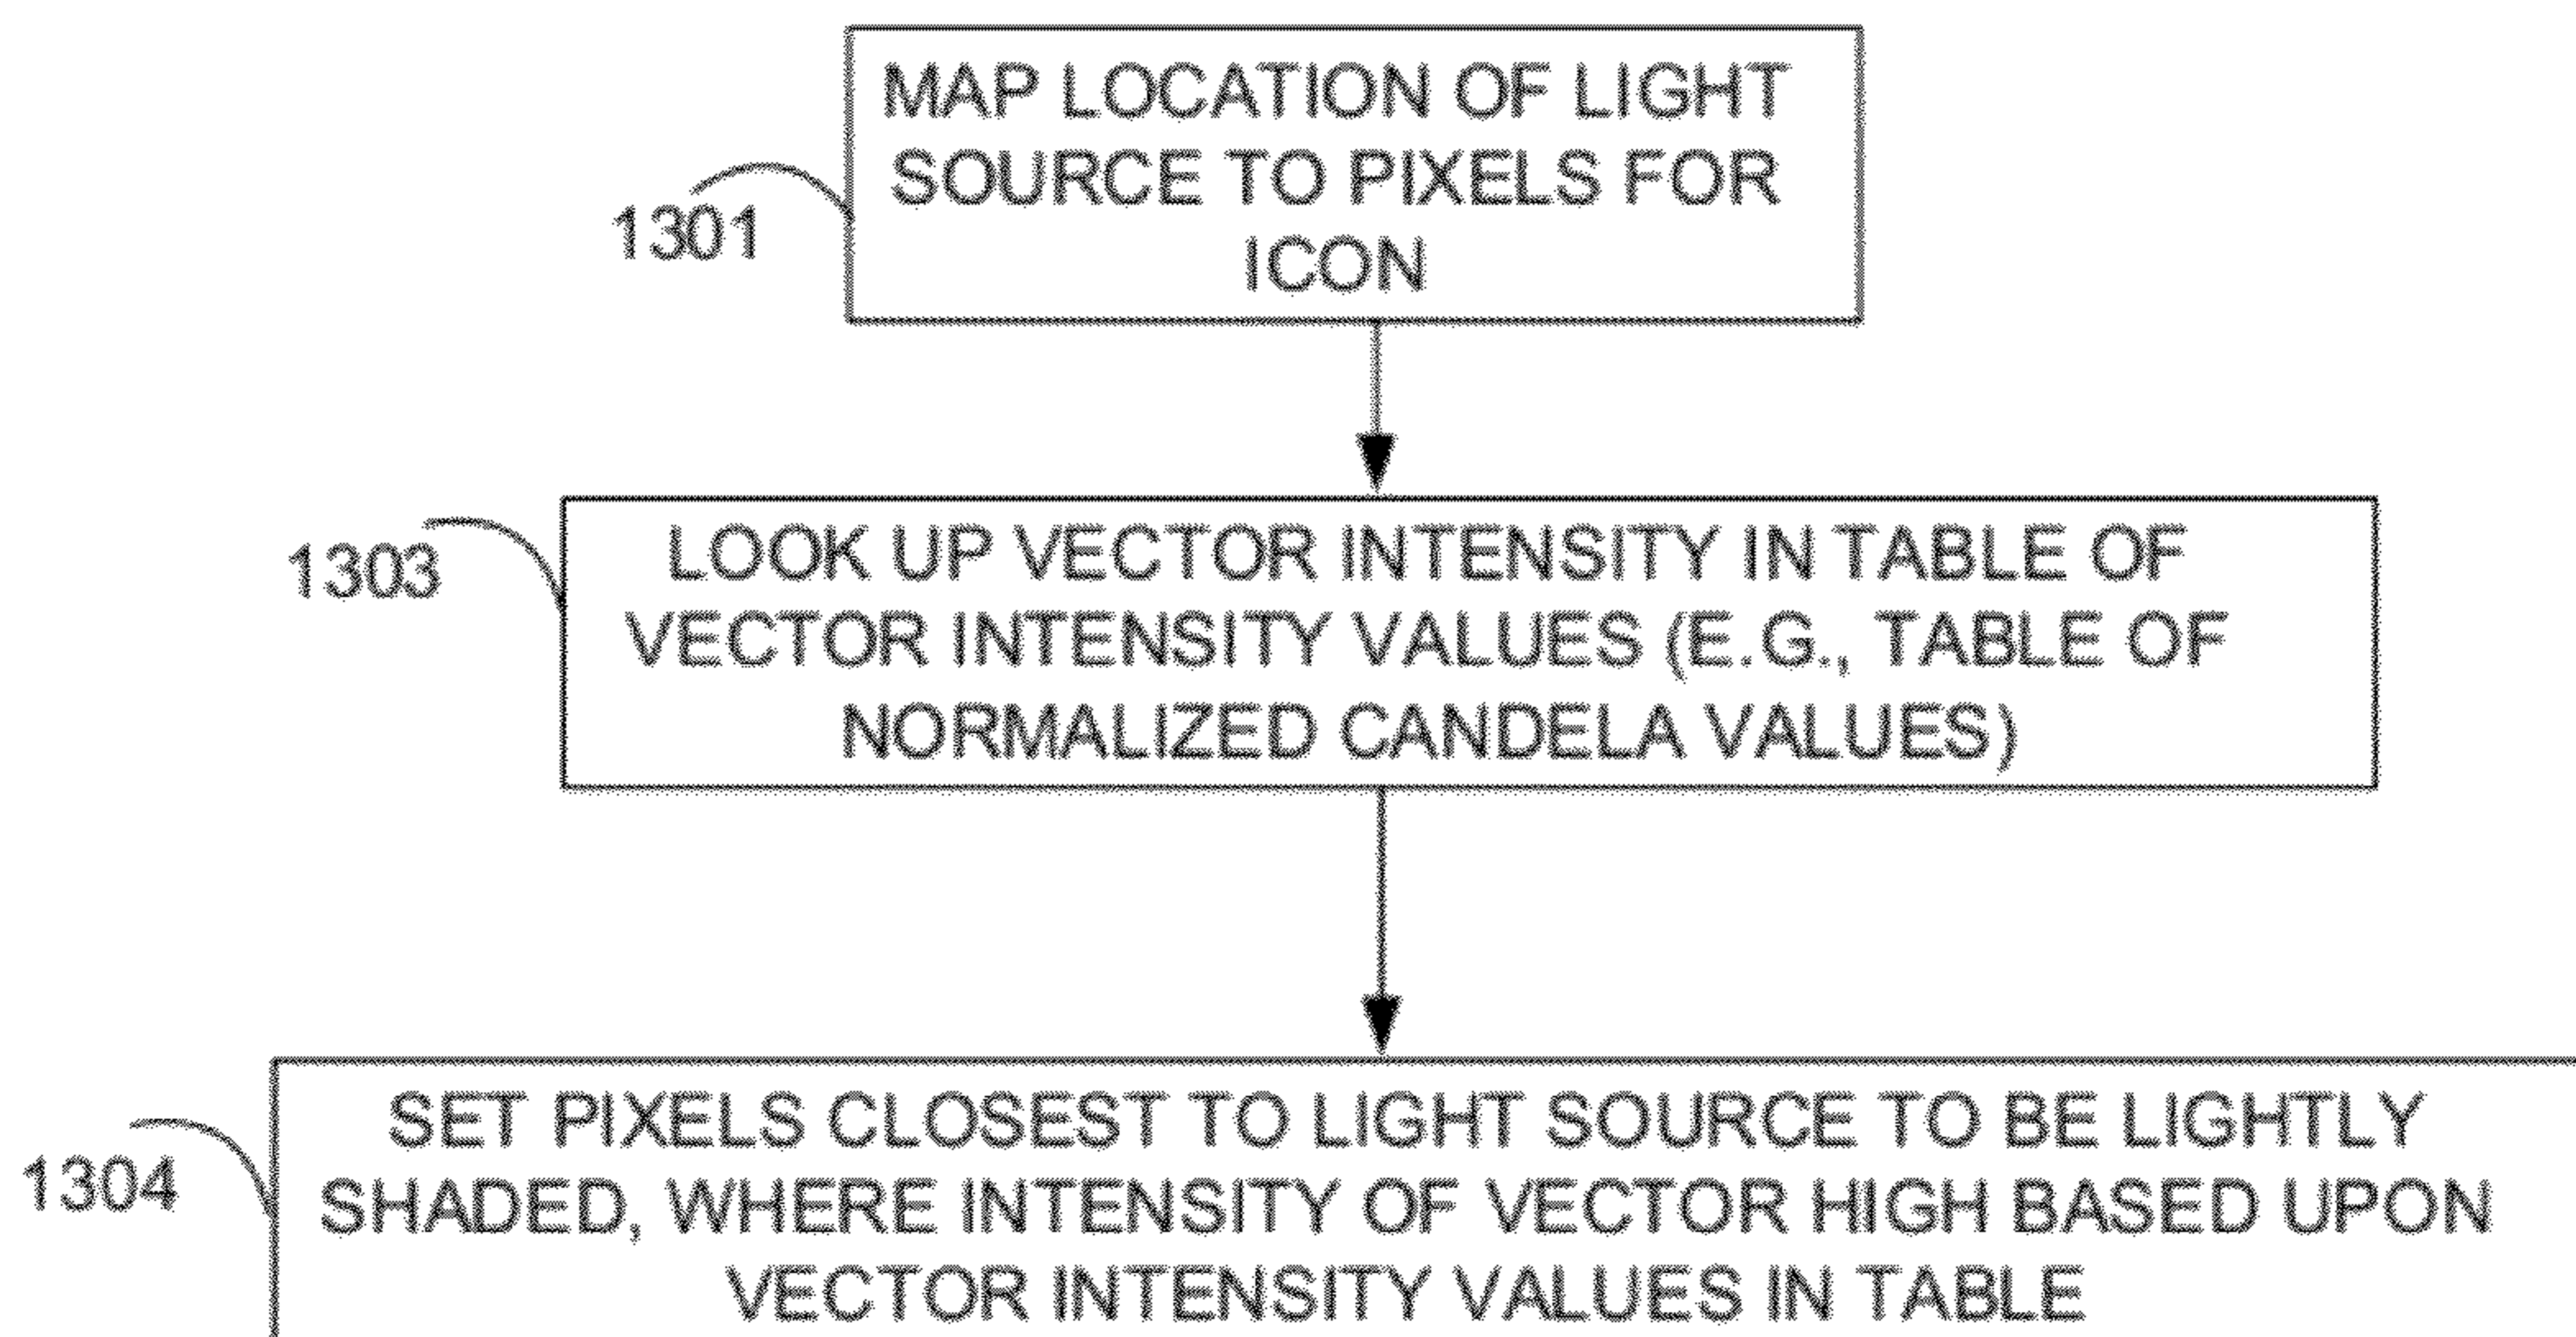 MAP LOCATION OF LIGHT
SOURCE TO PIXELS FOR
ICON
1301
LOOK UP VECTOR INTENSITY IN TABLE OF
VECTOR INTENSITY VALUES (E.G., TABLE OF
NORMALIZED CANDELA VALUES)
1303
SET PIXELS CLOSEST TO LIGHT SOURCE TO BE LIGHTLY
SHADED, WHERE INTENSITY OF VECTOR HIGH BASED UPON
VECTOR INTENSITY VALUES IN TABLE
1304